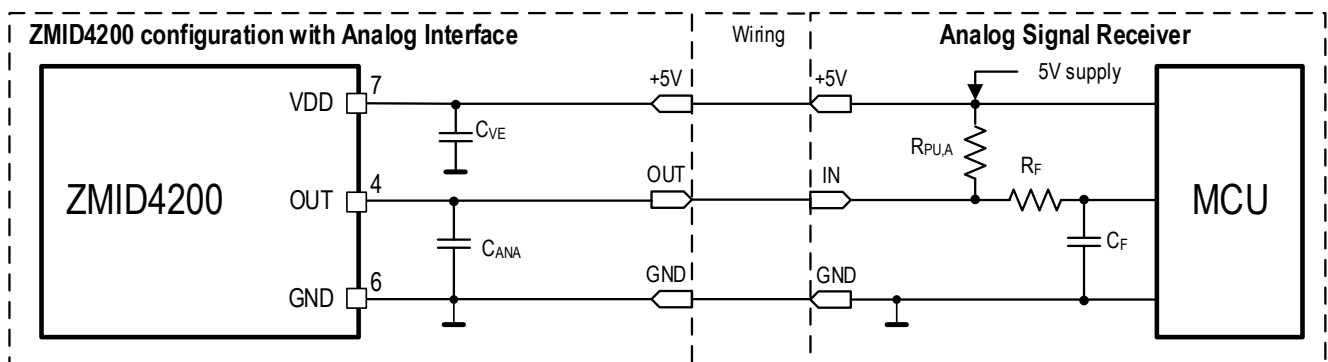 ZMID4200 configuration with Analog Interface
Wiring
Analog Signal Receiver
+5V
+5V
5V supply
VDD
7
CVE
RPU,A
RF
OUT
IN
ZMID4200
OUT
4
MCU
CANA
CF
GND
GND
GND
6